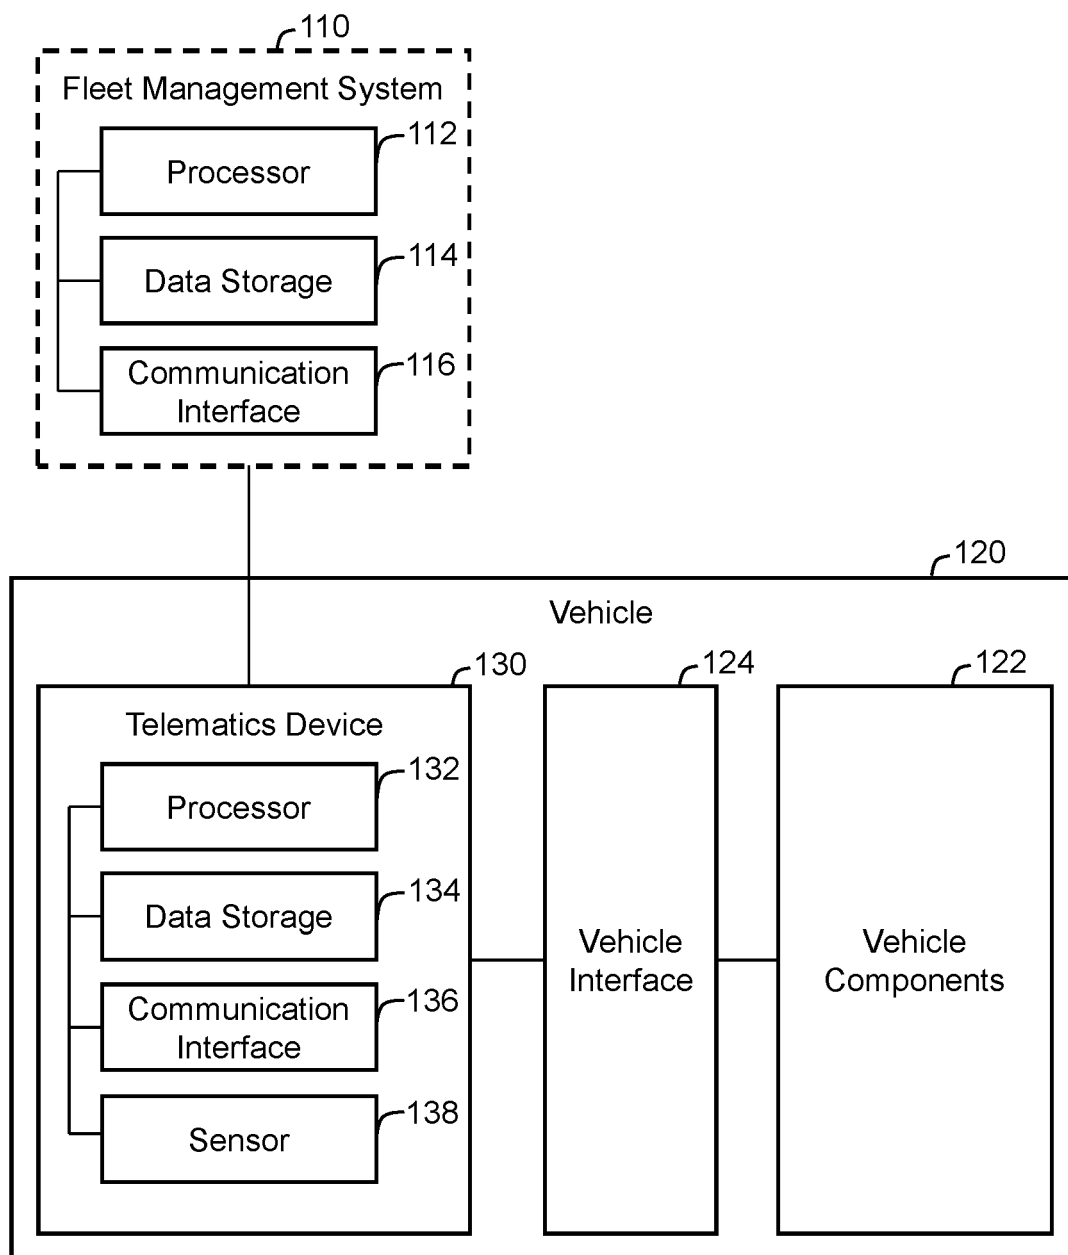 110
Fleet Management System
112
Processor
114
Data Storage
116
Communication
Interface
120
Vehicle
130
Telematics Device
132
Processor
134
Data Storage
136
Communication
Interface
138
Sensor
124
Vehicle
Interface
122
Vehicle
Components